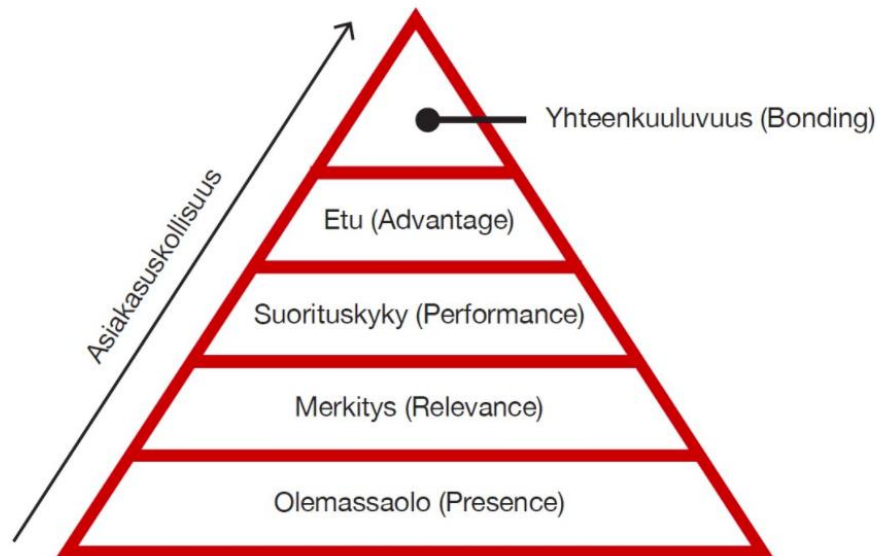 Yhteenkuuluvuus (Bonding)
Asiakasuskollisuus
Etu (Advantage)
Suorituskyky (Performance)
Merkitys (Relevance)
Olemassaolo (Presence)